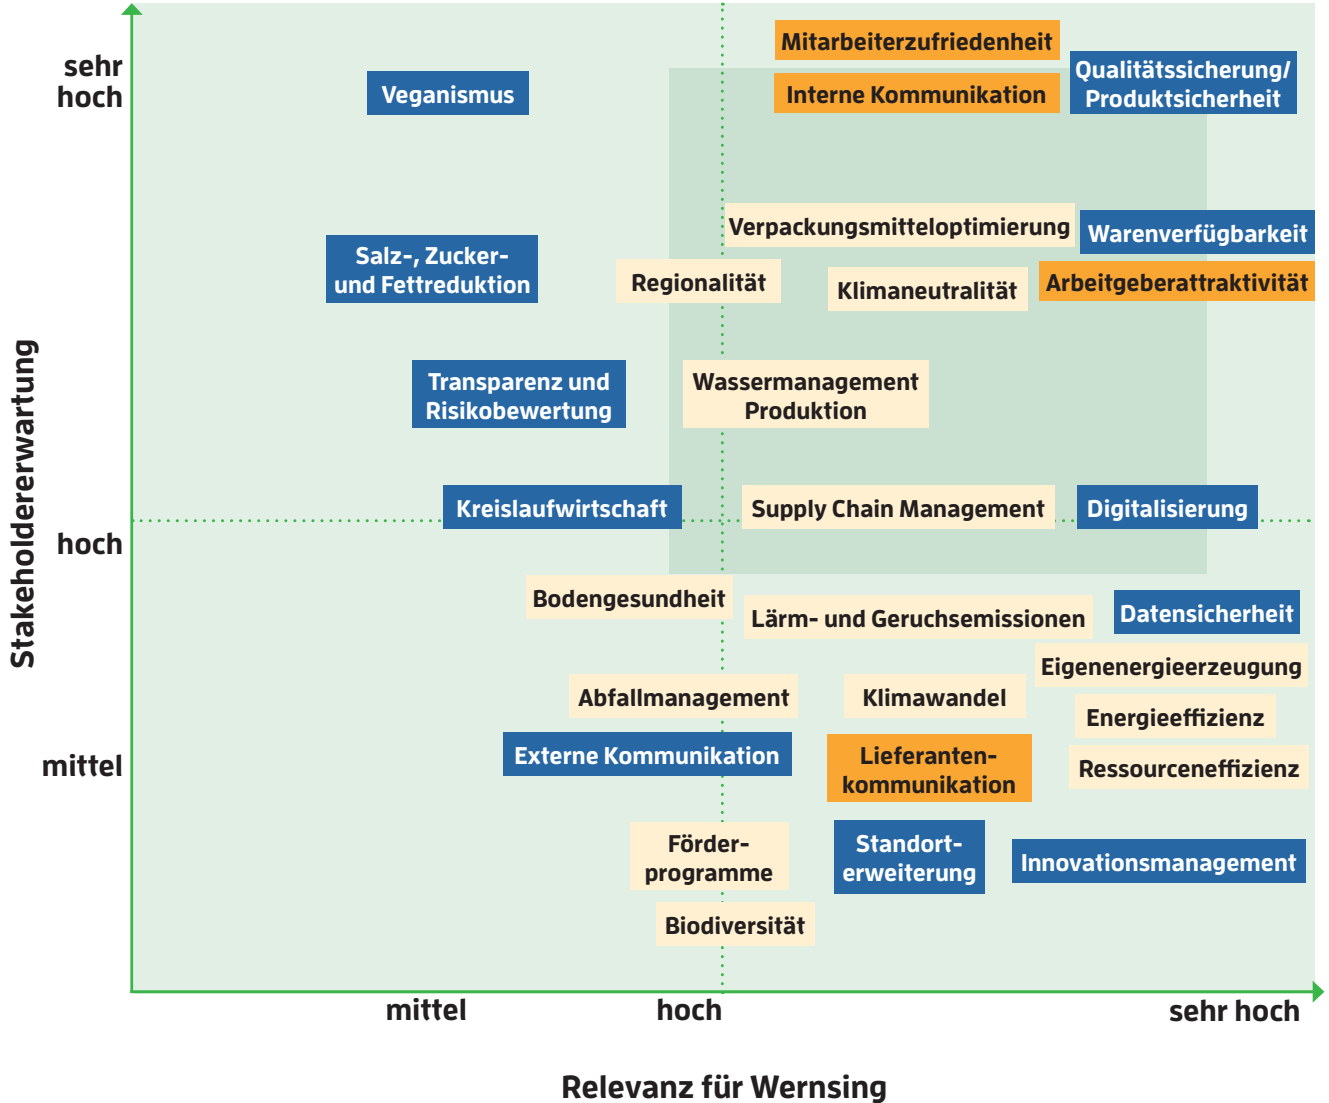 Stakeholdererwartung
sehr
hoch
hoch
mittel
Mitarbeiterzufriedenheit
Qualitätssicherung/
Produktsicherheit
Veganismus
Interne Kommunikation
Verpackungsmitteloptimierung
Warenverfügbarkeit
Salz-, Zucker-
und Fettreduktion
Regionalität
Klimaneutralität
Arbeitgeberattraktivität
Transparenz und
Risikobewertung
Wassermanagement
Produktion
Kreislaufwirtschaft
Supply Chain Management
Digitalisierung
Bodengesundheit
Lärm- und Geruchsemissionen
Datensicherheit
Eigenenergieerzeugung
Abfallmanagement
Klimawandel
Energieeffizienz
Externe Kommunikation
Lieferanten-
kommunikation
Ressourceneffizienz
Förder-
programme
Standort-
erweiterung
Innovationsmanagement
Biodiversität
mittel
hoch
sehr hoch
Relevanz für Wernsing